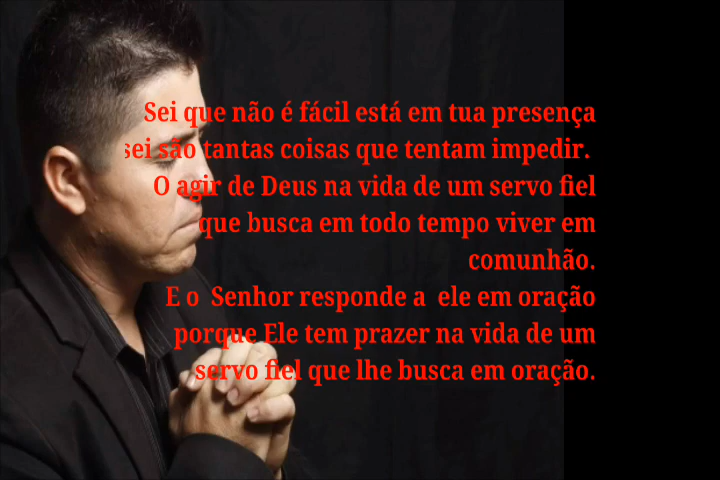 Sei que não é fácil está em tua presença
sei são tantas coisas que tentam impedir.
O agir de Deus na vida de um servo fiel
que busca em todo tempo viver em
comunhão.
E o Senhor responde a ele em oração
porque Ele tem prazer na vida de um
servo fiel que lhe busca em oração.